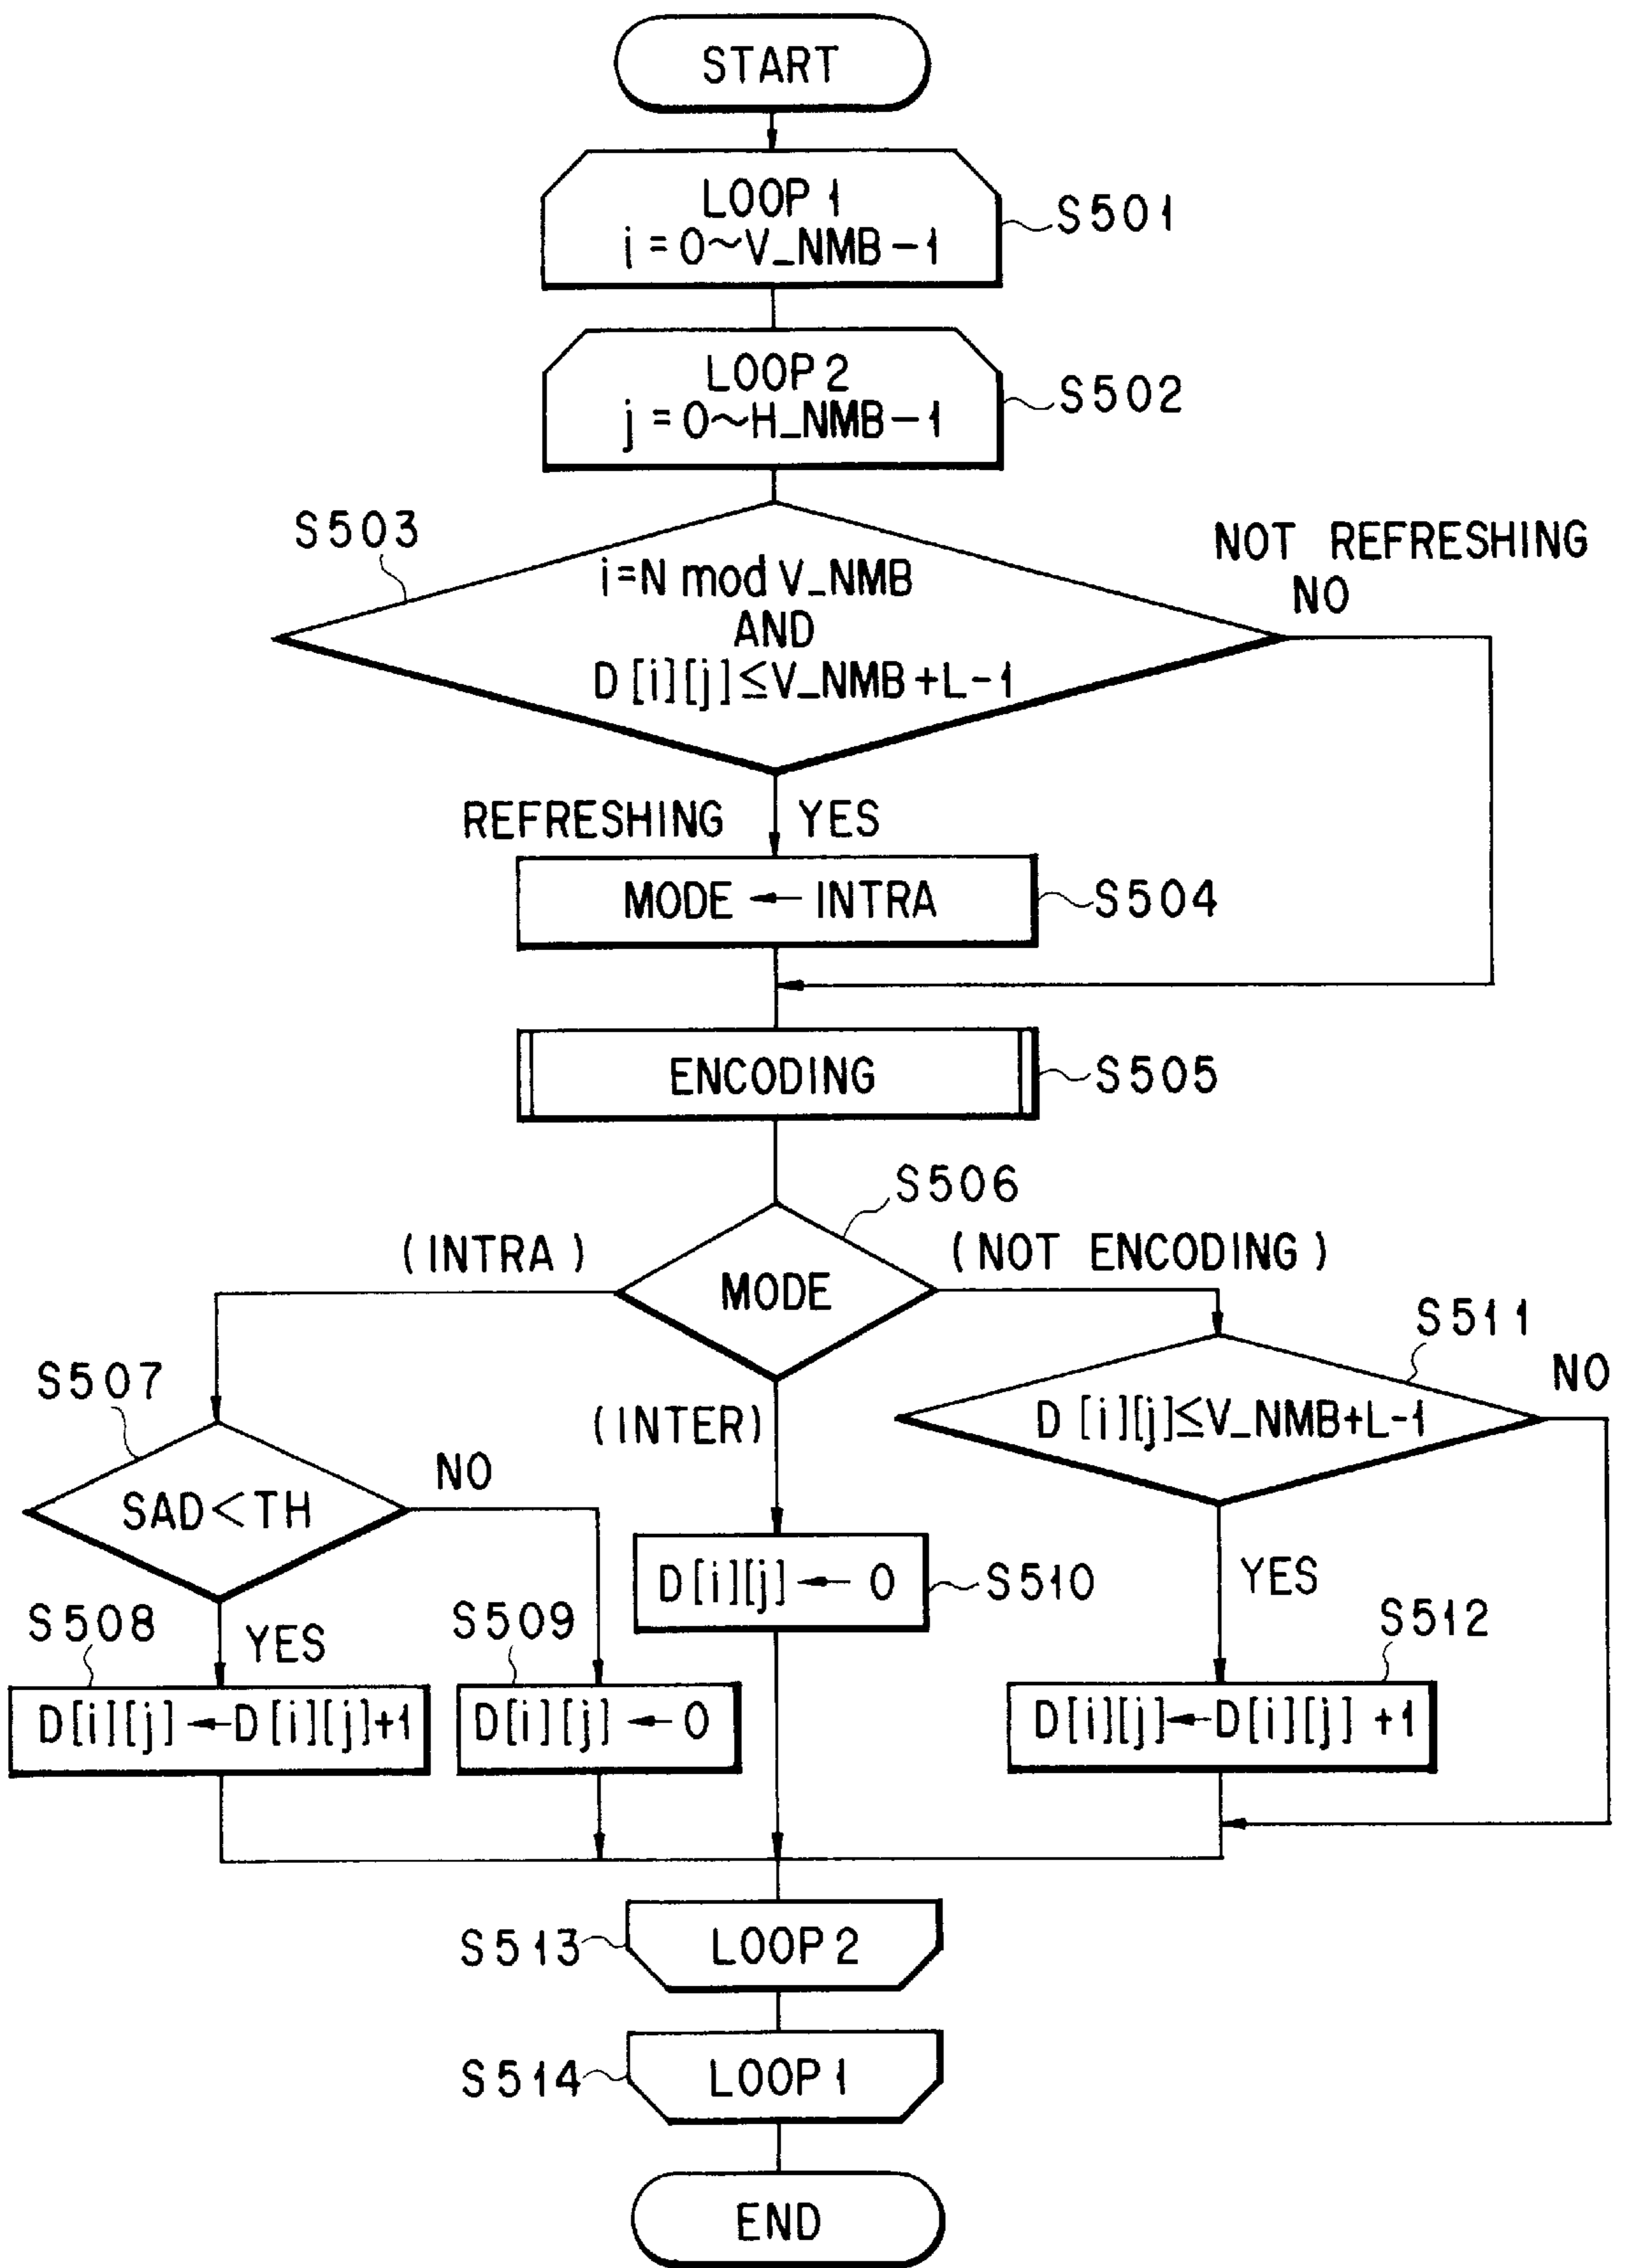 START
LOOP 1
i = 0~V_NMB-1
S501
LOOP 2
j = 0~H_NMB-1
S502
S503
i=N mod V_NMB
AND
D [i][j]≤V_NMB+L-1
NOT REFRESHING
NO
REFRESHING
YES
MODE ← INTRA
S504
ENCODING
S505
S506
(INTRA)
MODE
(NOT ENCODING)
S507
SAD<TH
NO
(INTER)
S511
D [i][j]≤V_NMB+L-1
NO
D[i][j] ← 0
S510
YES
S508
YES
S509
S512
D[i][j]←D[i][j]+1
D[i][j] ← 0
D[i][j]←D[i][j] +1
S513
LOOP 2
S514
LOOP 1
END